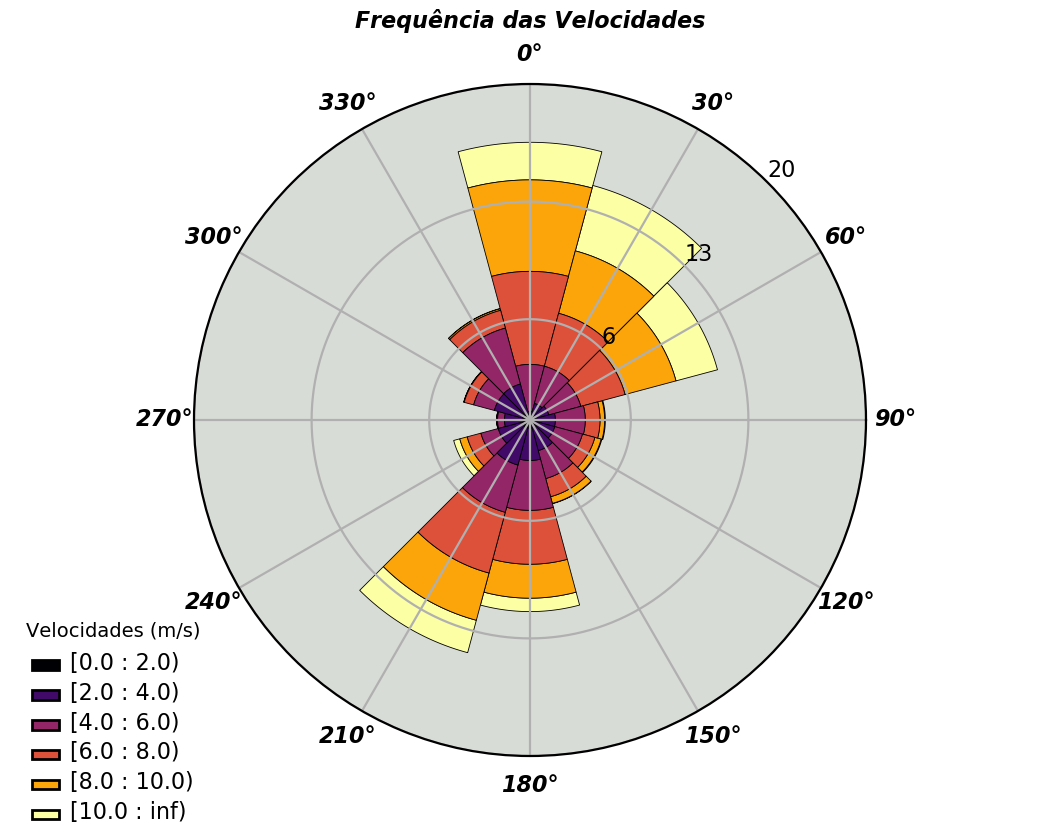 Frequência das Velocidades
0°
330°
30°
20
300°
60°
13
6
270°
90°
240°
120°
210°
150°
180°
Velocidades (m/s)
[0.0 : 2.0)
[2.0 : 4.0)
[4.0 : 6.0)
[6.0 : 8.0)
[8.0 : 10.0)
[10.0 : inf)